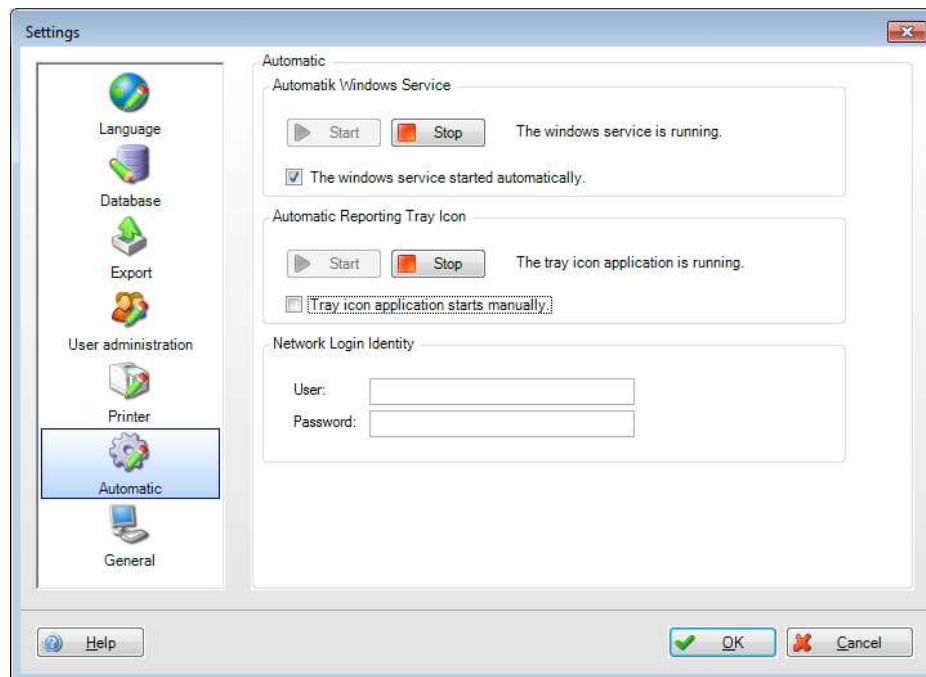 Settings
Language
Database
Export
User administration
Printer
Automatic
General
Automatic
Automatik Windows Service
Start
Stop
The windows service is running.
The windows service started automatically.
Automatic Reporting Tray Icon
Start
Stop
The tray icon application is running.
Tray icon application starts manually.
Network Login Identity
User:
Password:
Help
OK
Cancel